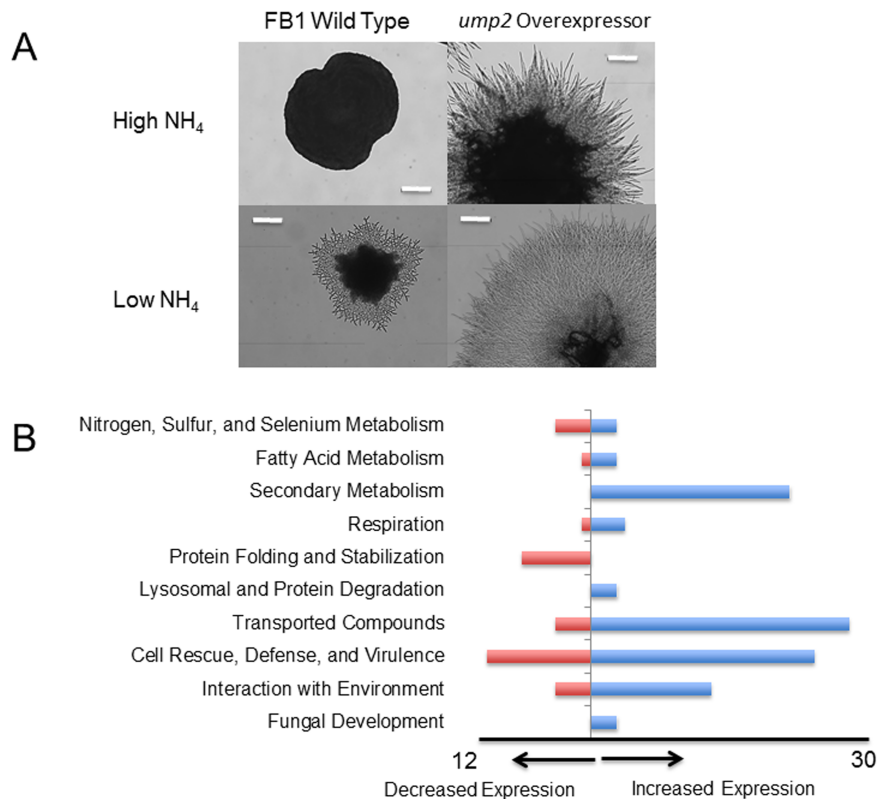 A
FB1 Wild Type
ump2 Overexpressor
High NH4
Low NH4
B
Nitrogen, Sulfur, and Selenium Metabolism
Fatty Acid Metabolism
Secondary Metabolism
Respiration
Protein Folding and Stabilization
Lysosomal and Protein Degradation
Transported Compounds
Cell Rescue, Defense, and Virulence
Interaction with Environment
Fungal Development
12
30
Decreased Expression
Increased Expression